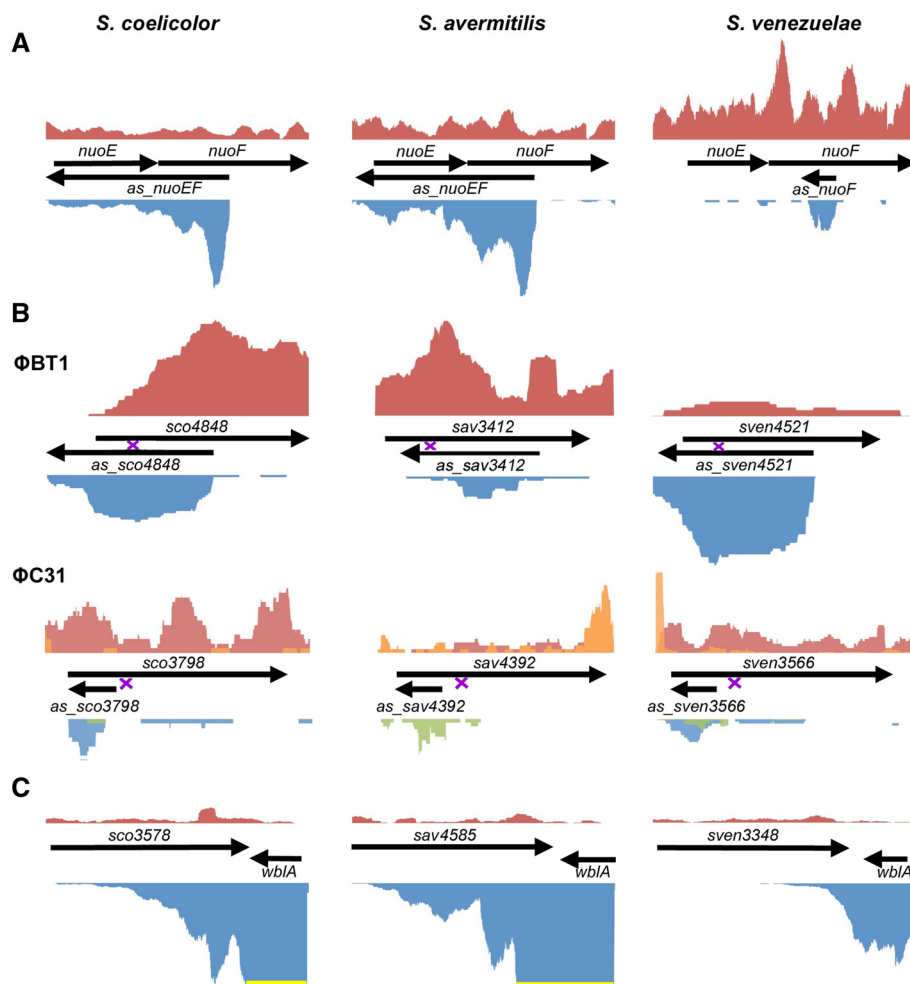 S. coelicolor S. avermitilis S. venezuelae
A
nuoE nuoF nuoE nuoF nuoE nuoF
as_nuoEF as_nuoEF as_nuoF
B
ΦBT1
sco4848 sav3412 sven4521
as_sco4848 as_sav3412 as_sven4521
ΦC31
sco3798 sav4392 sven3566
as_sco3798 as_sav4392 as_sven3566
C
sco3578 sav4585 sven3348
wblA wblA wblA